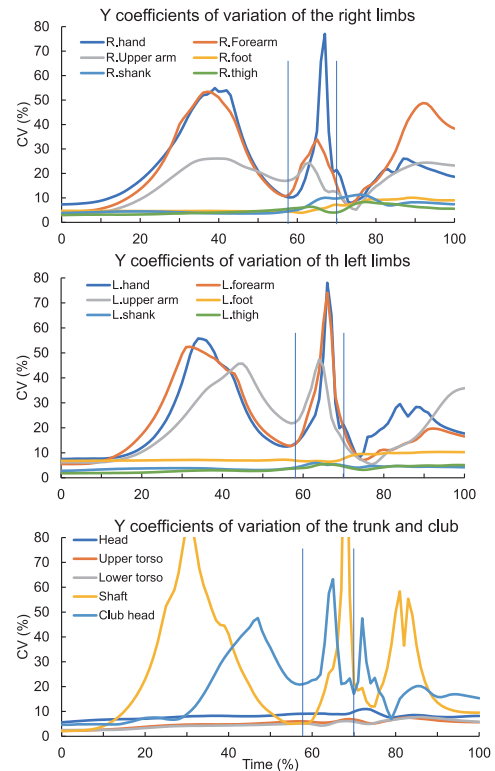 Y coefficients of variation of the right limbs
80
70
60
50
40
30
20
10
0
CV (%)
R.hand
R.Forearm
R.Upper arm
R.foot
R.shank
R.thigh
0 20 40 60 80 100
Y coefficients of variation of th left limbs
80
70
60
50
40
30
20
10
0
CV (%)
L.hand
L.forearm
L.upper arm
L.foot
L.shank
L.thigh
0 20 40 60 80 100
Y coefficients of variation of the trunk and club
80
70
60
50
40
30
20
10
0
CV (%)
Head
Upper torso
Lower torso
Shaft
Club head
0 20 40 60 80 100
Time (%)